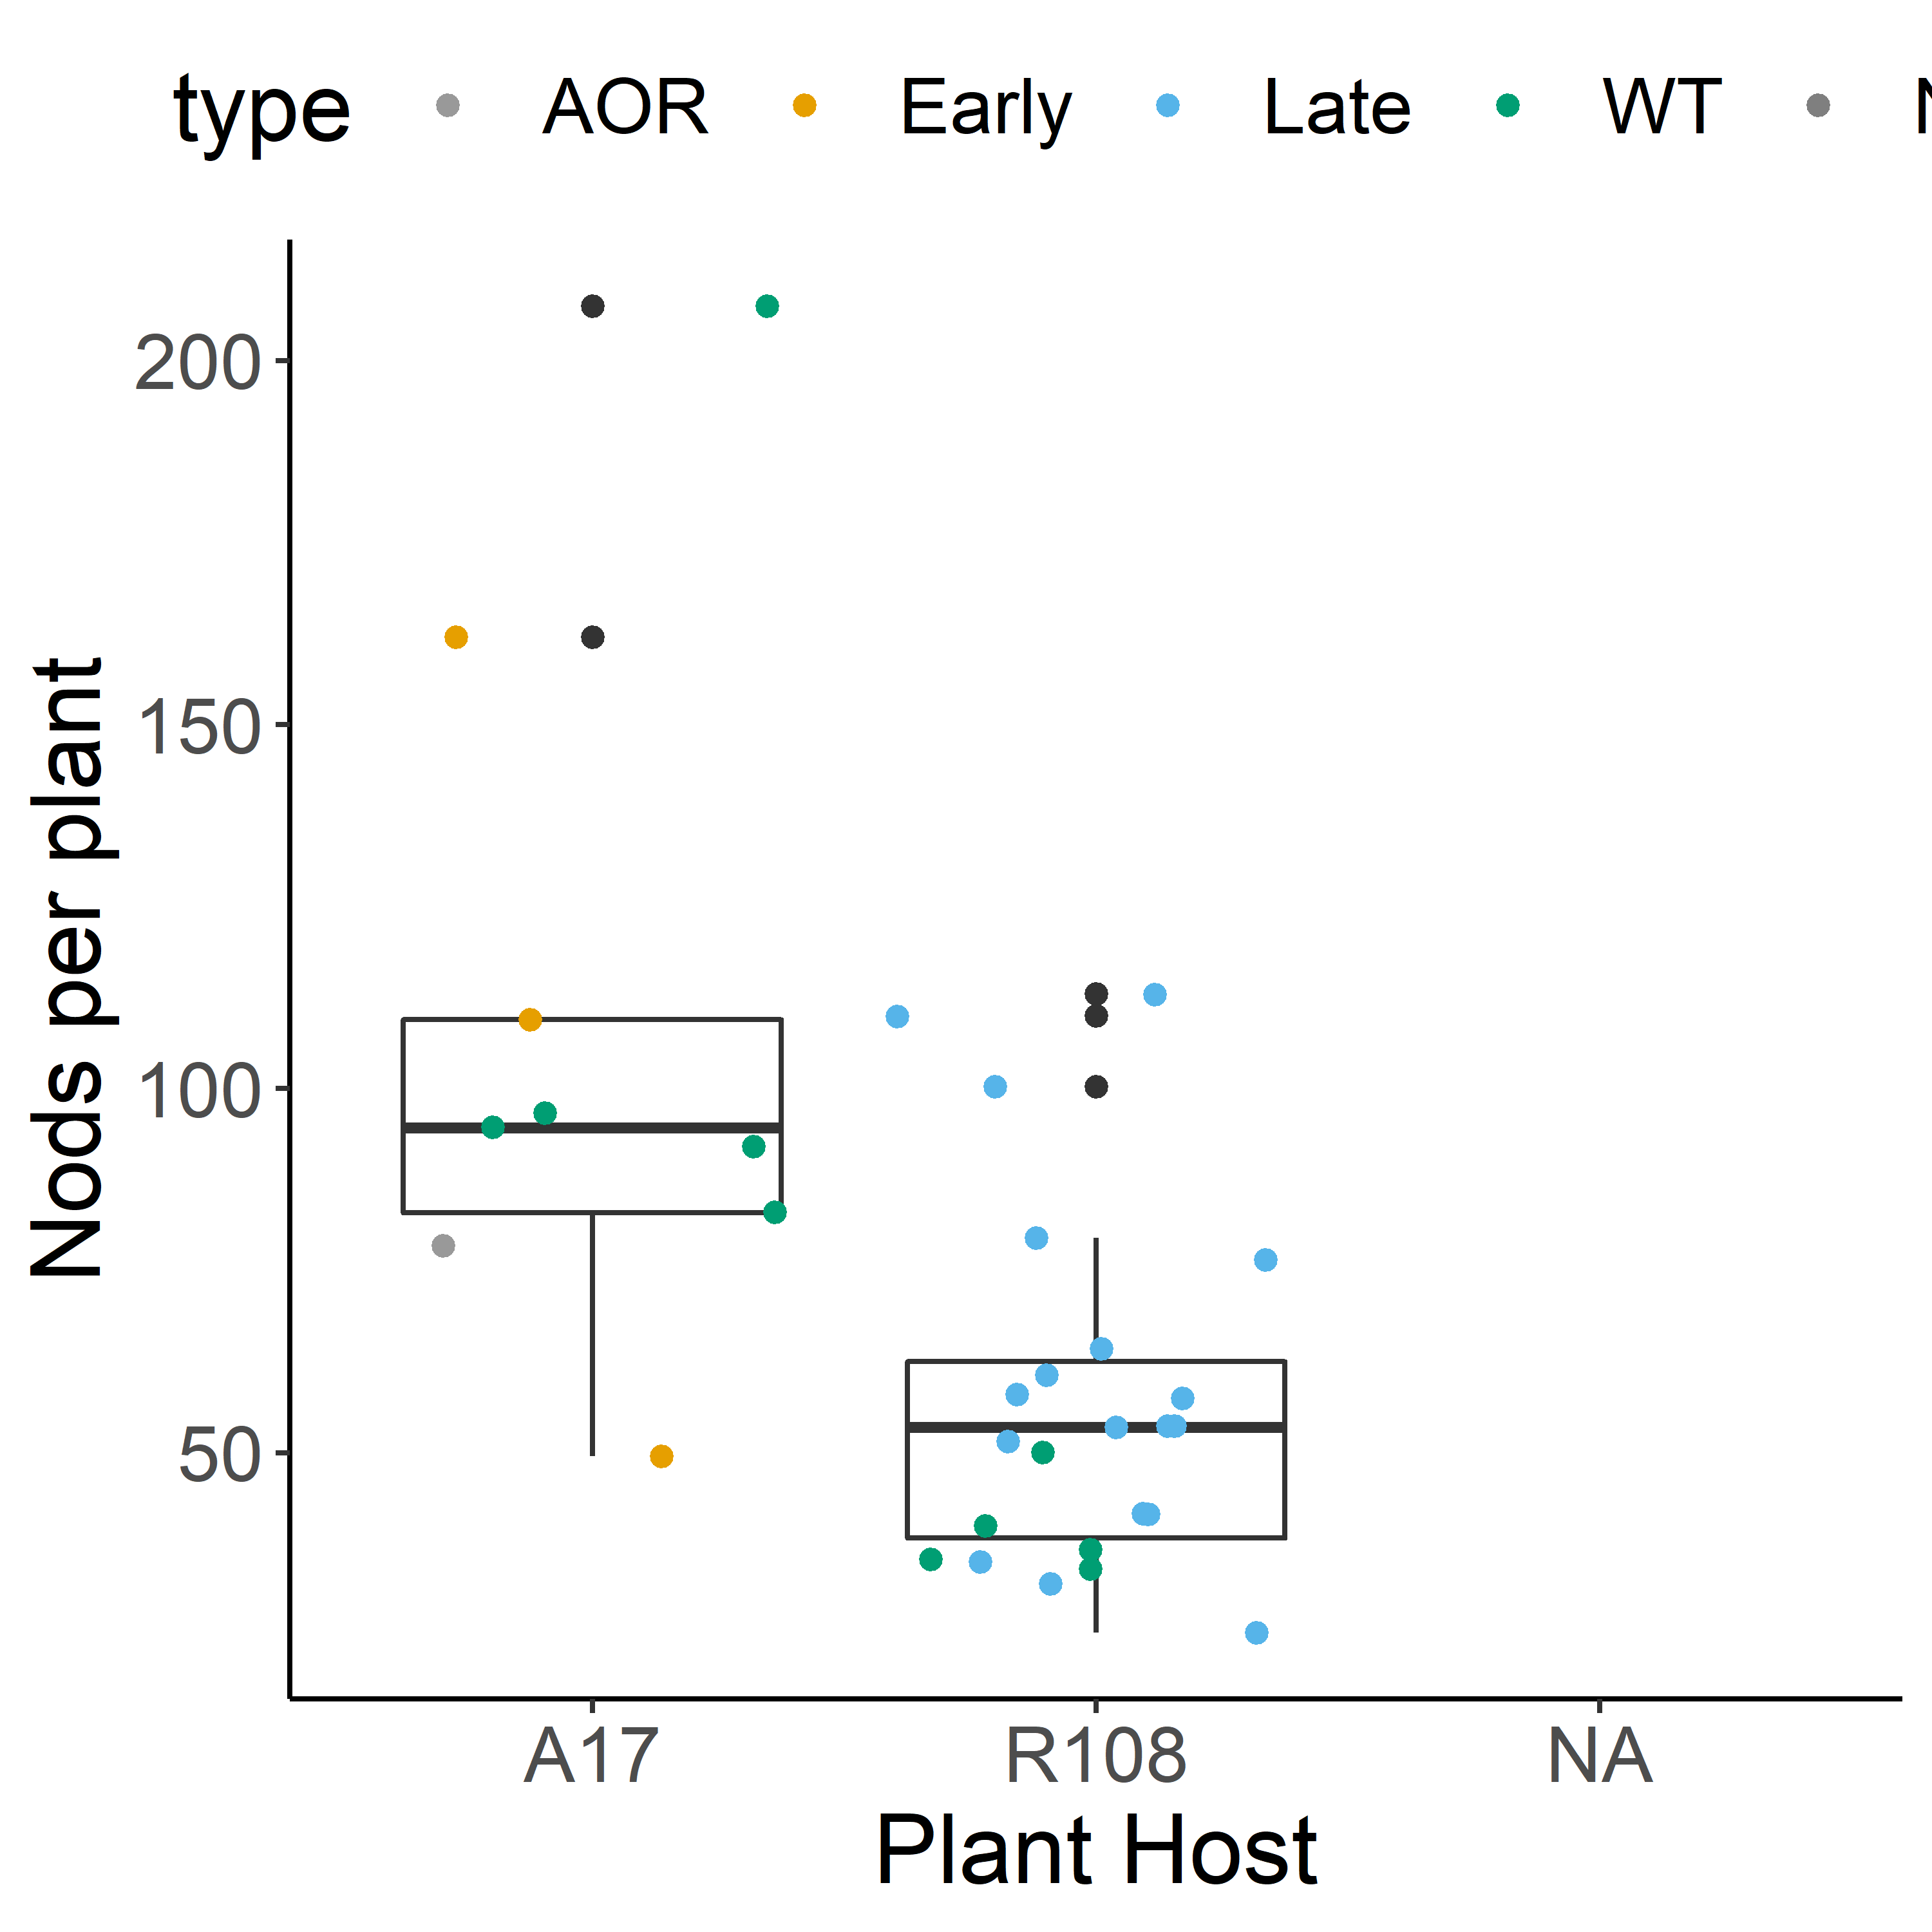 type AOR Early Late WT
Nods per plant
200
150
100
50
A17 R108 NA
Plant Host